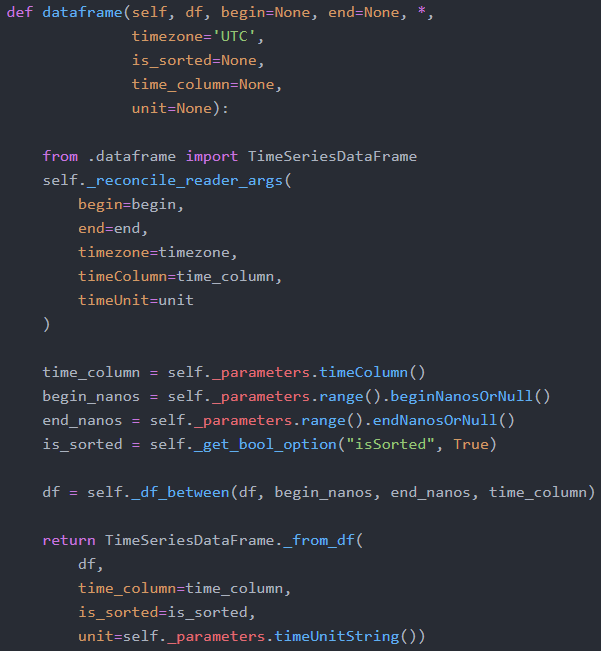 def dataframe(self, df, begin=None, end=None, *,
              timezone='UTC',
              is_sorted=None,
              time_column=None,
              unit=None):

    from .dataframe import TimeSeriesDataFrame
    self._reconcile_reader_args(
        begin=begin,
        end=end,
        timezone=timezone,
        timeColumn=time_column,
        timeUnit=unit
    )

    time_column = self._parameters.timeColumn()
    begin_nanos = self._parameters.range().beginNanosOrNull()
    end_nanos = self._parameters.range().endNanosOrNull()
    is_sorted = self._get_bool_option("isSorted", True)

    df = self._df_between(df, begin_nanos, end_nanos, time_column)

    return TimeSeriesDataFrame._from_df(
        df,
        time_column=time_column,
        is_sorted=is_sorted,
        unit=self._parameters.timeUnitString())